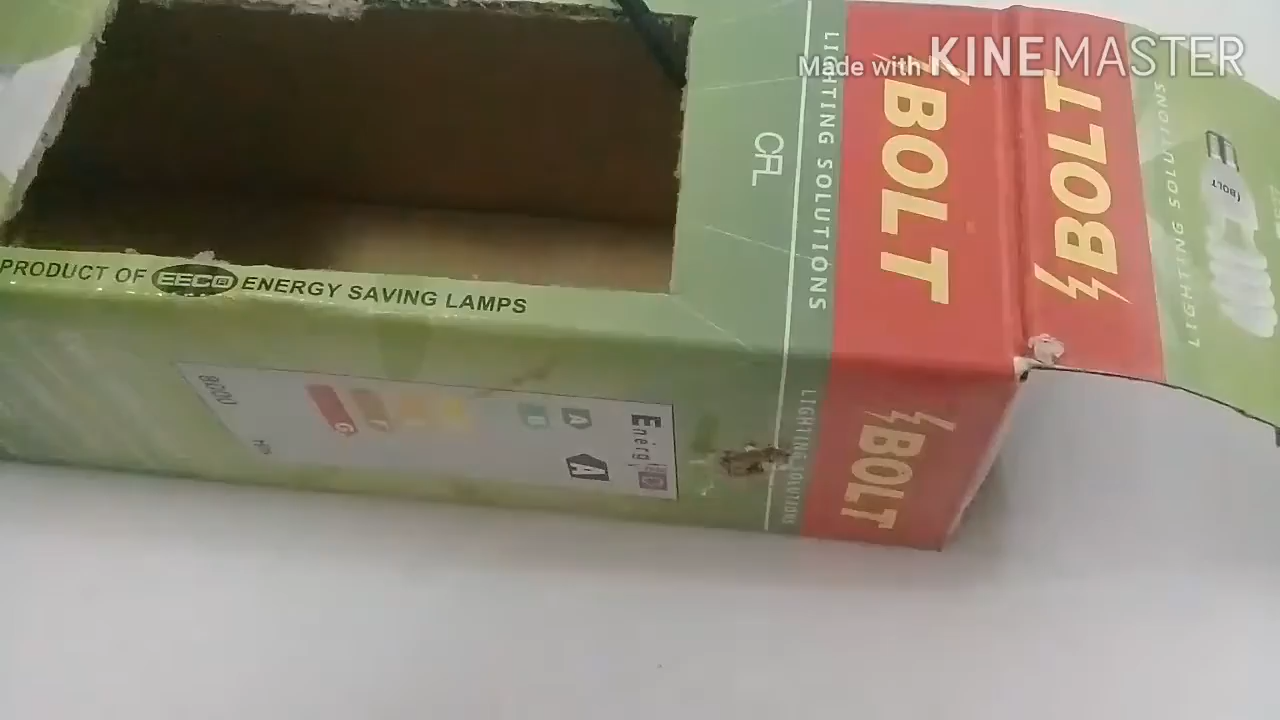 Made with KINEMASTER
LIGHTING SOLUTIONS
CFL
BOLT
BOLT
LIGHTING SOLUTIONS
BOLT
PRODUCT OF EECO ENERGY SAVING LAMPS
Energ
A
A
G
LIGHTING SOLUTIONS
BOLT